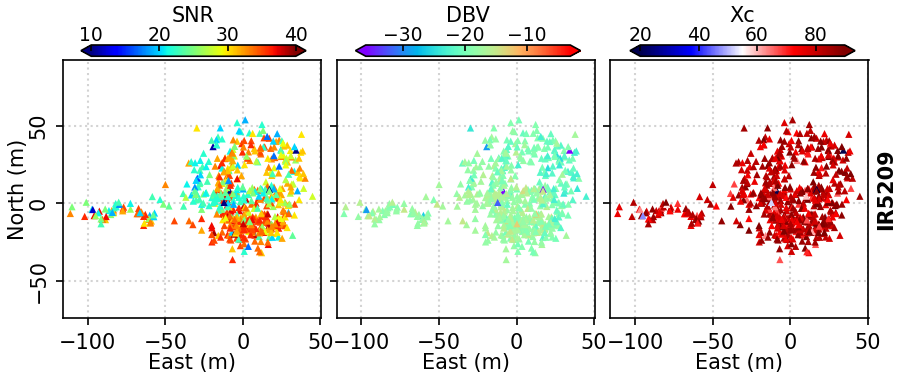 SNR DBV Xc
10 20 30 40 −30 −20 −10 20 40 60 80
North (m)
50
0
−50
IR5209
−100 −50 0 50 −100 −50 0 −100 −50 0 50
East (m) East (m) East (m)